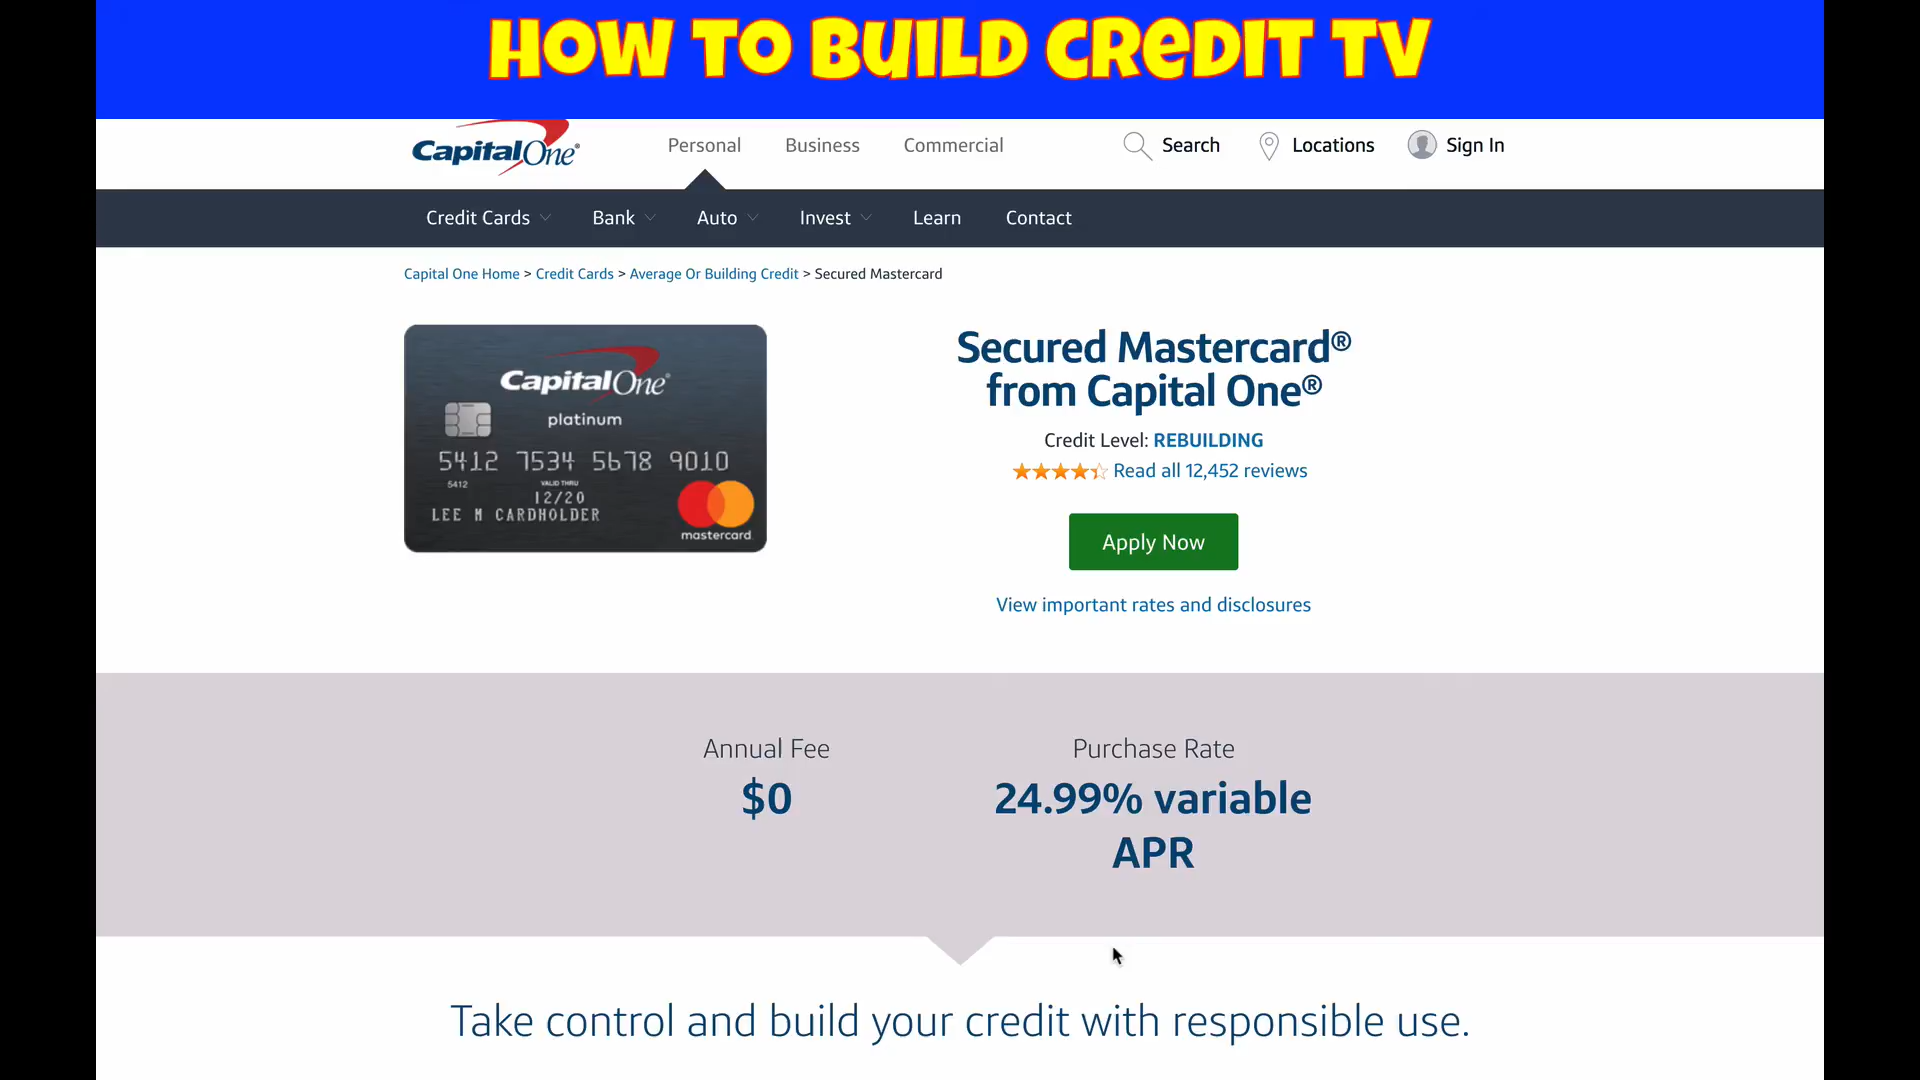 HOW TO BUILD CREDIT TV
Capital One®
Personal Business Commercial Search Locations Sign In
Credit Cards Bank Auto Invest Learn Contact
Capital One Home > Credit Cards > Average Or Building Credit > Secured Mastercard
Capital One®
platinum
5412 7534 5678 9010
5412
VALID THRU
12/20
LEE M CARDHOLDER
mastercard
Secured Mastercard®
from Capital One®
Credit Level: REBUILDING
Read all 12,452 reviews
Apply Now
View important rates and disclosures
Annual Fee
$0
Purchase Rate
24.99% variable
APR
Take control and build your credit with responsible use.